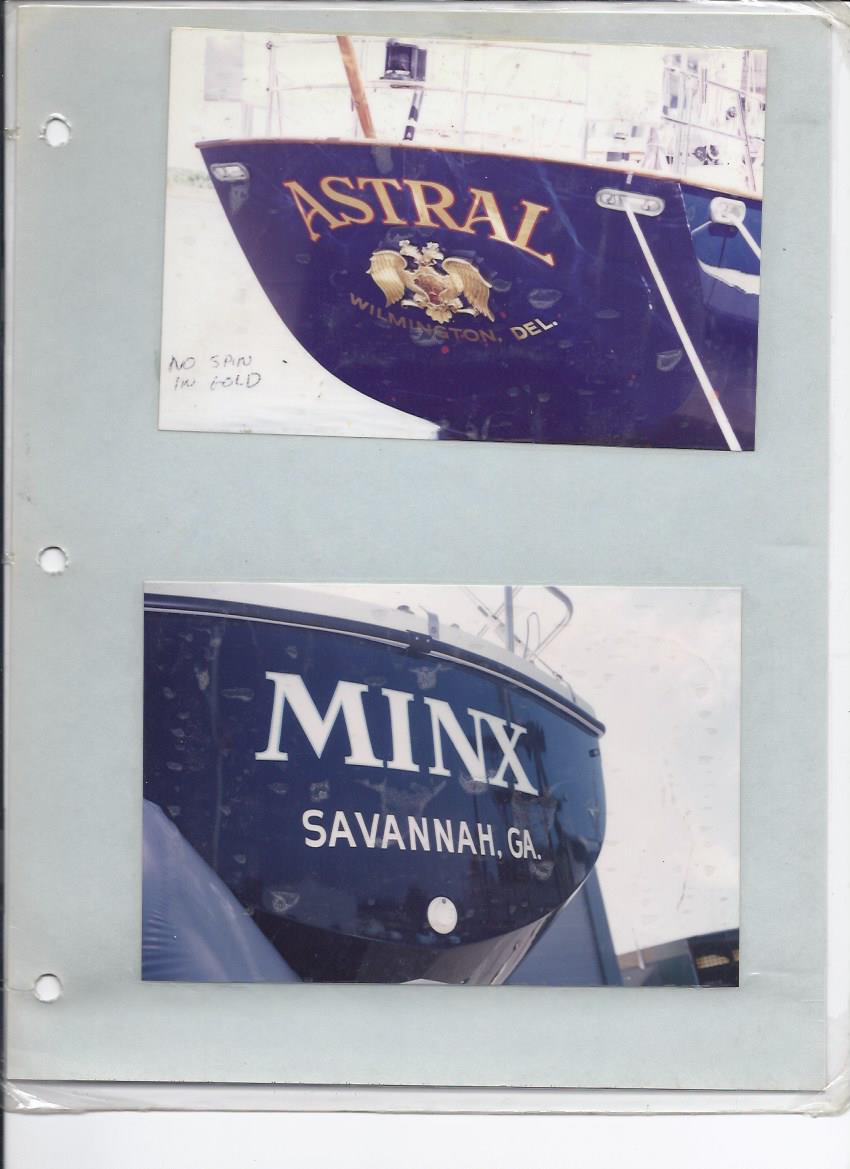 ASTRAL
WILMINGTON, DEL.
NO SPIN
IN GOLD
MINX
SAVANNAH, GA.